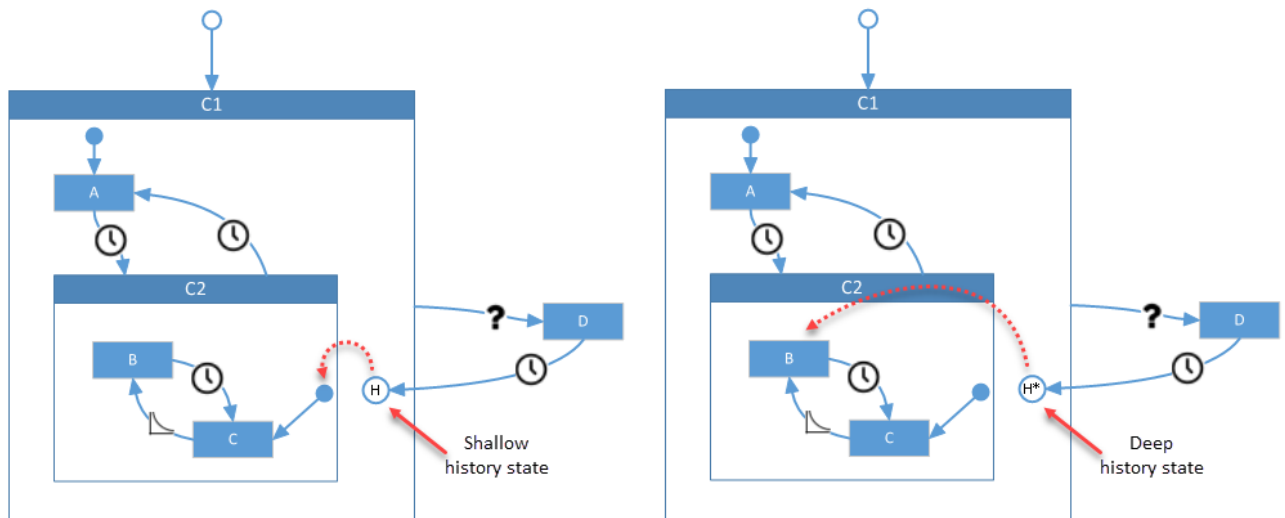 C1
A
C2
B
C
H
D
?
Shallow
history state
C1
A
C2
B
C
H*
D
?
Deep
history state